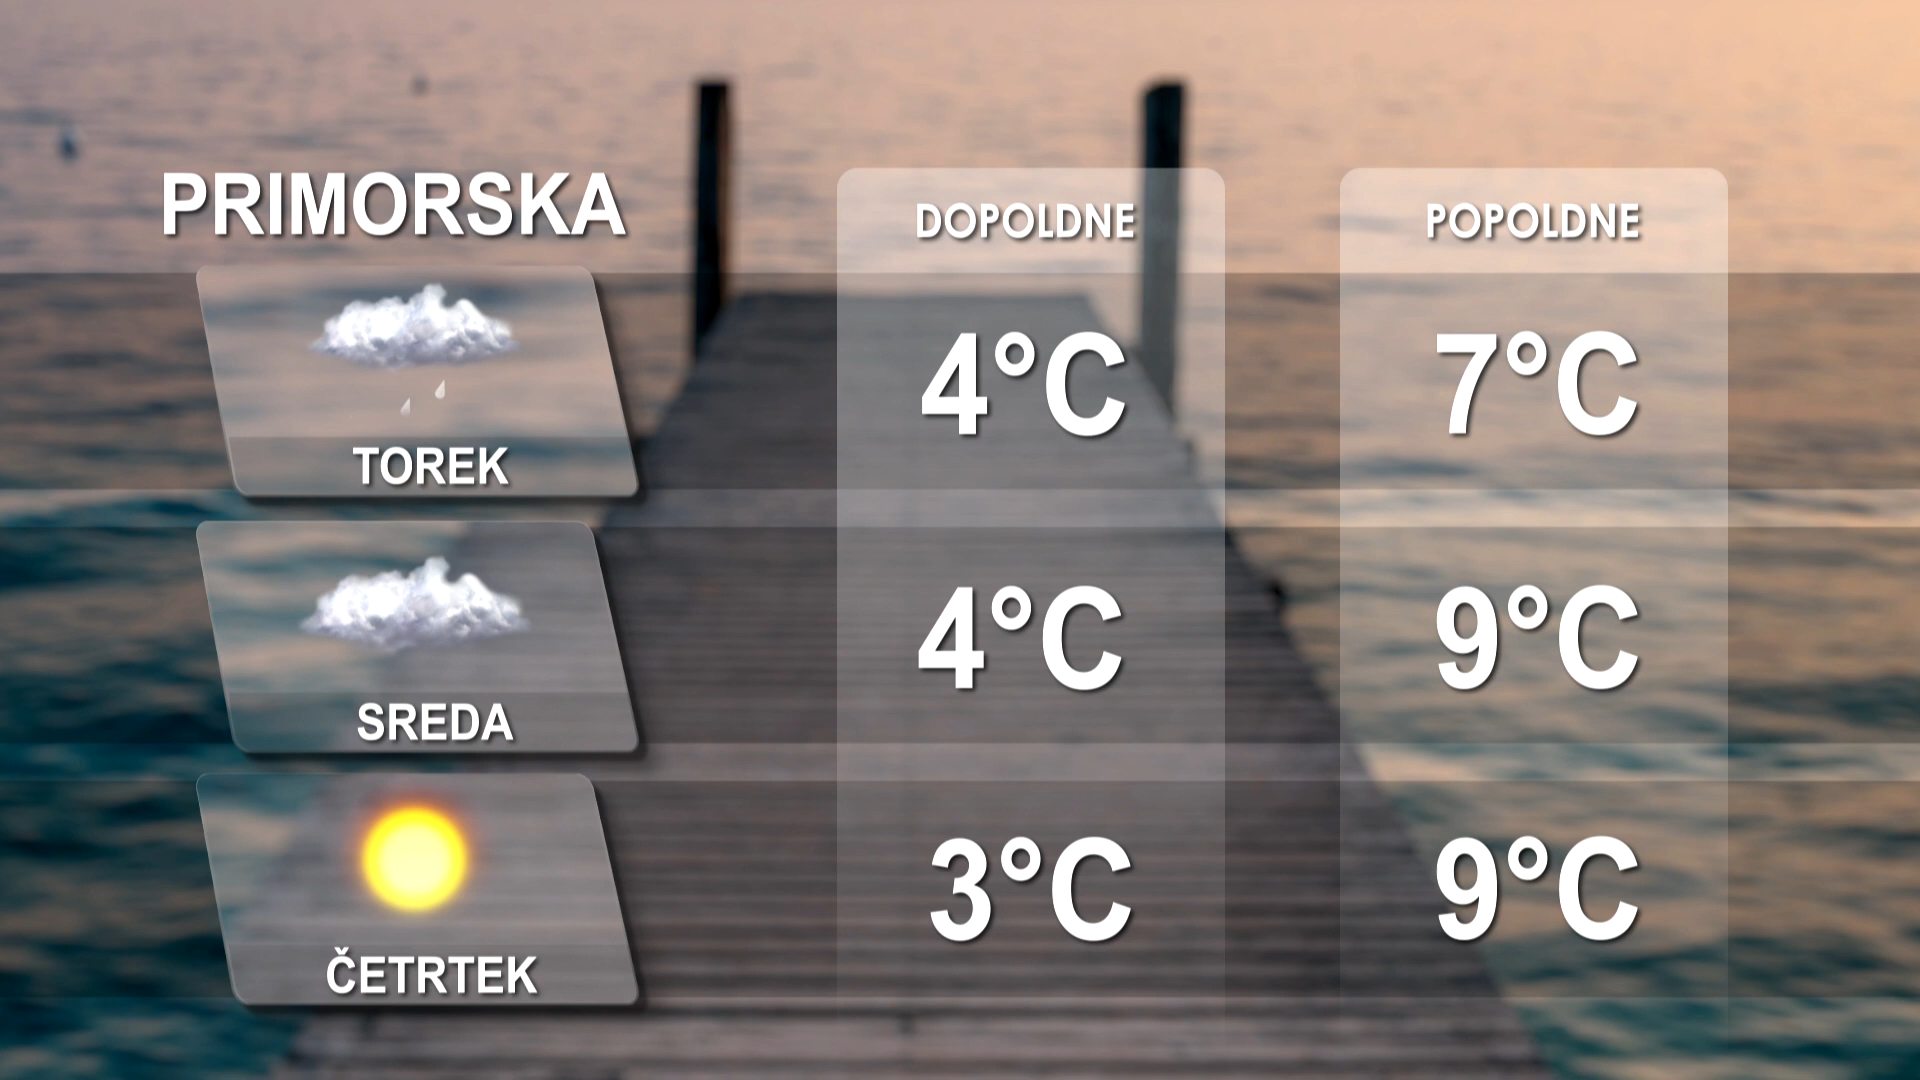 PRIMORSKA
DOPOLDNE
POPOLDNE
TOREK
4°C
7°C
SREDA
4°C
9°C
ČETRTEK
3°C
9°C